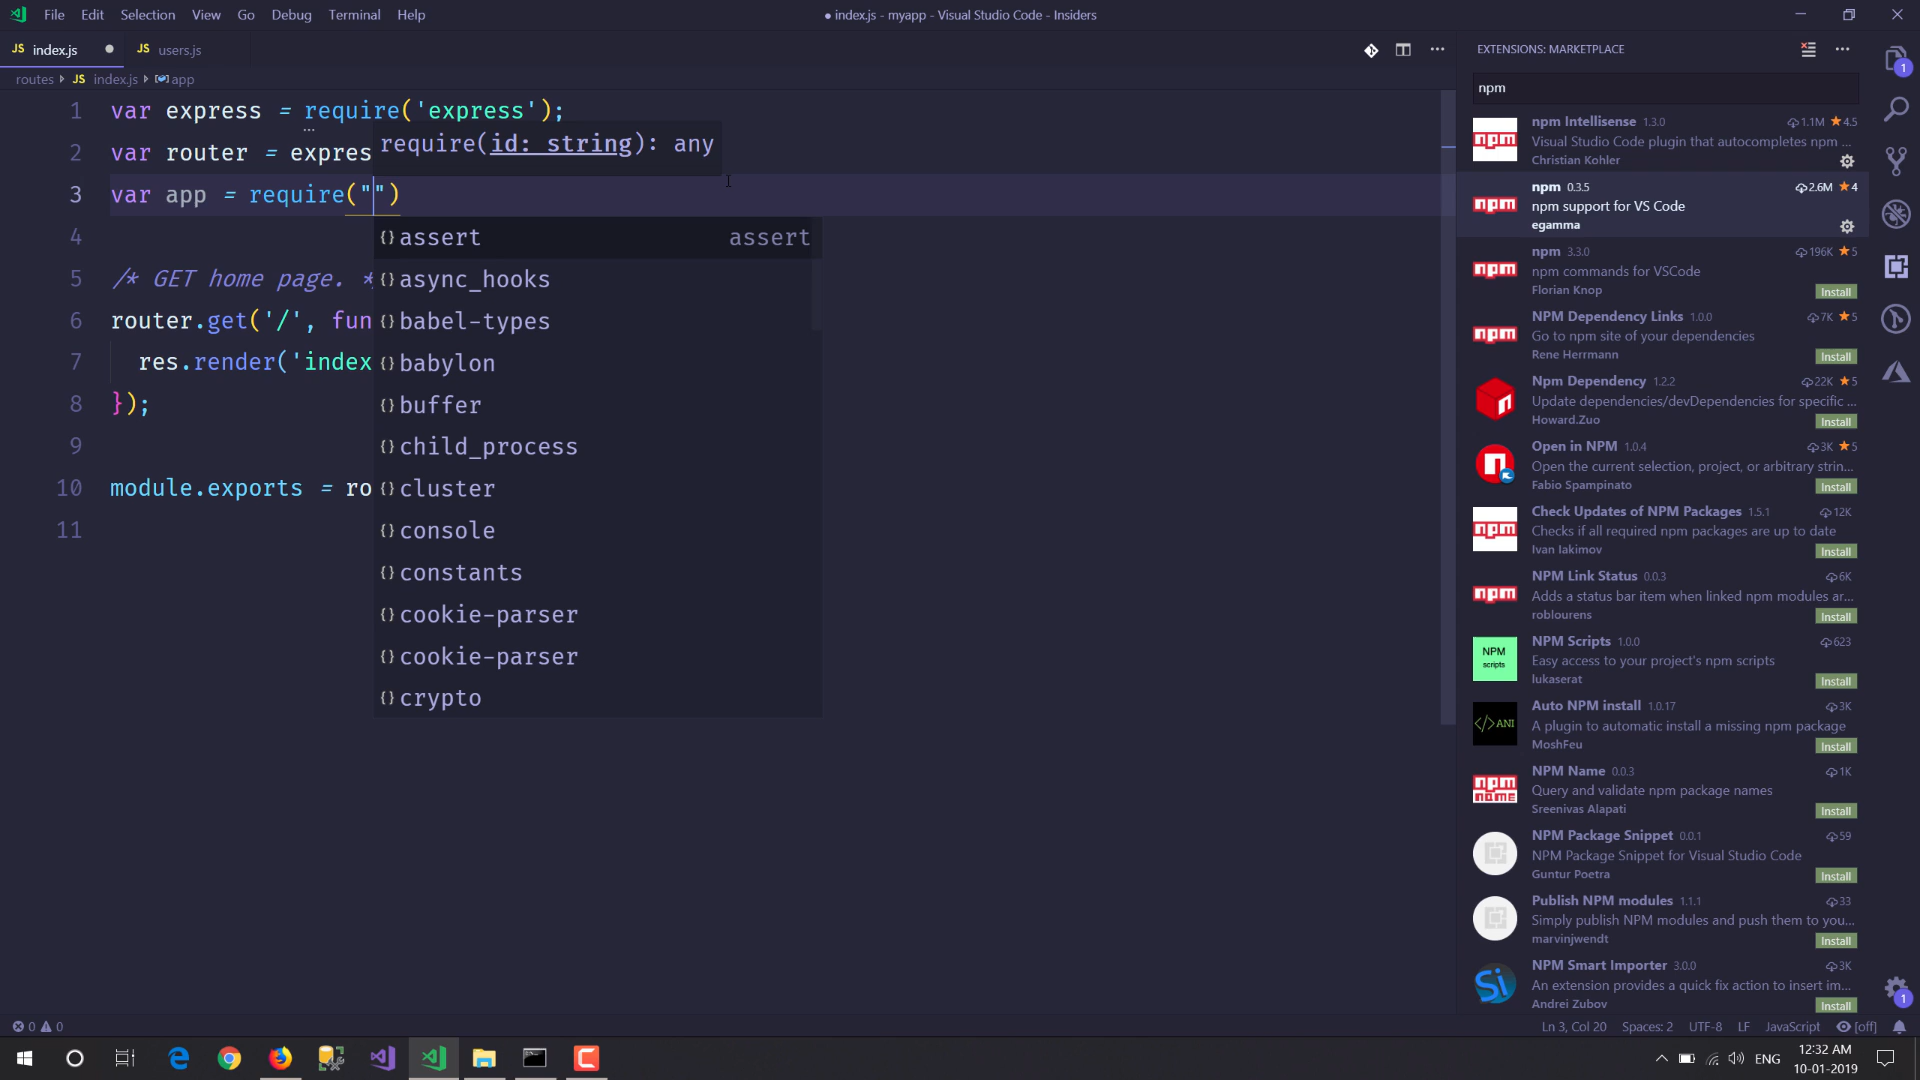 File Edit Selection View Go Debug Terminal Help
● index.js - myapp - Visual Studio Code - Insiders
JS index.js ● JS users.js
routes JS index.js app
1 var express = require('express');
require(id: string): any
2 var router = expres
3 var app = require("")
4
5 /* GET home page. *
6 router.get('/', fun
7 res.render('index
8 });
9
10 module.exports = ro
11
{} assert assert
{} async_hooks
{} babel-types
{} babylon
{} buffer
{} child_process
{} cluster
{} console
{} constants
{} cookie-parser
{} cookie-parser
{} crypto
EXTENSIONS: MARKETPLACE
npm
npm Intellisense 1.3.0 1.1M 4.5
Visual Studio Code plugin that autocompletes npm ...
Christian Kohler
npm 0.3.5 2.6M 4
npm support for VS Code
egamma
npm 3.3.0 196K 5
npm commands for VSCode
Florian Knop Install
NPM Dependency Links 1.0.0 7K 5
Go to npm site of your dependencies
Rene Herrmann Install
Npm Dependency 1.2.2 22K 5
Update dependencies/devDependencies for specific ...
Howard.Zuo Install
Open in NPM 1.0.4 3K 5
Open the current selection, project, or arbitrary strin...
Fabio Spampinato Install
Check Updates of NPM Packages 1.5.1 12K
Checks if all required npm packages are up to date
Ivan Iakimov Install
NPM Link Status 0.0.3 6K
Adds a status bar item when linked npm modules ar...
roblourens Install
NPM scripts
NPM Scripts 1.0.0 623
Easy access to your project's npm scripts
lukaserat Install
</> ANI
Auto NPM install 1.0.17 3K
A plugin to automatic install a missing npm package
MoshFeu Install
npm NAME
NPM Name 0.0.3 1K
Query and validate npm package names
Sreenivas Alapati Install
NPM Package Snippet 0.0.1 59
NPM Package Snippet for Visual Studio Code
Guntur Poetra Install
Publish NPM modules 1.1.1 33
Simply publish NPM modules and push them to you...
marvinjwendt Install
Si
NPM Smart Importer 3.0.0 3K
An extension provides a quick fix action to insert im...
Andrei Zubov Install
1
1
0 0
Ln 3, Col 20 Spaces: 2 UTF-8 LF JavaScript [off]
ENG
12:32 AM
10-01-2019